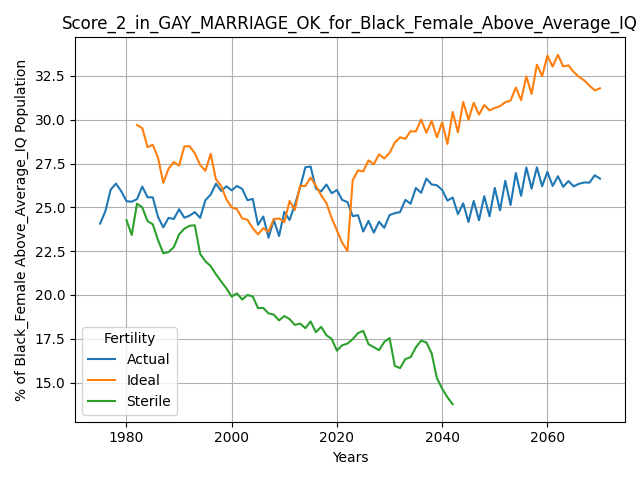 Score_2_in_GAY_MARRIAGE_OK_for_Black_Female_Above_Average_IQ
% of Black_Female Above_Average_IQ Population
32.5
30.0
27.5
25.0
22.5
20.0
17.5
15.0
Fertility
Actual
Ideal
Sterile
1980
2000
2020
2040
2060
Years